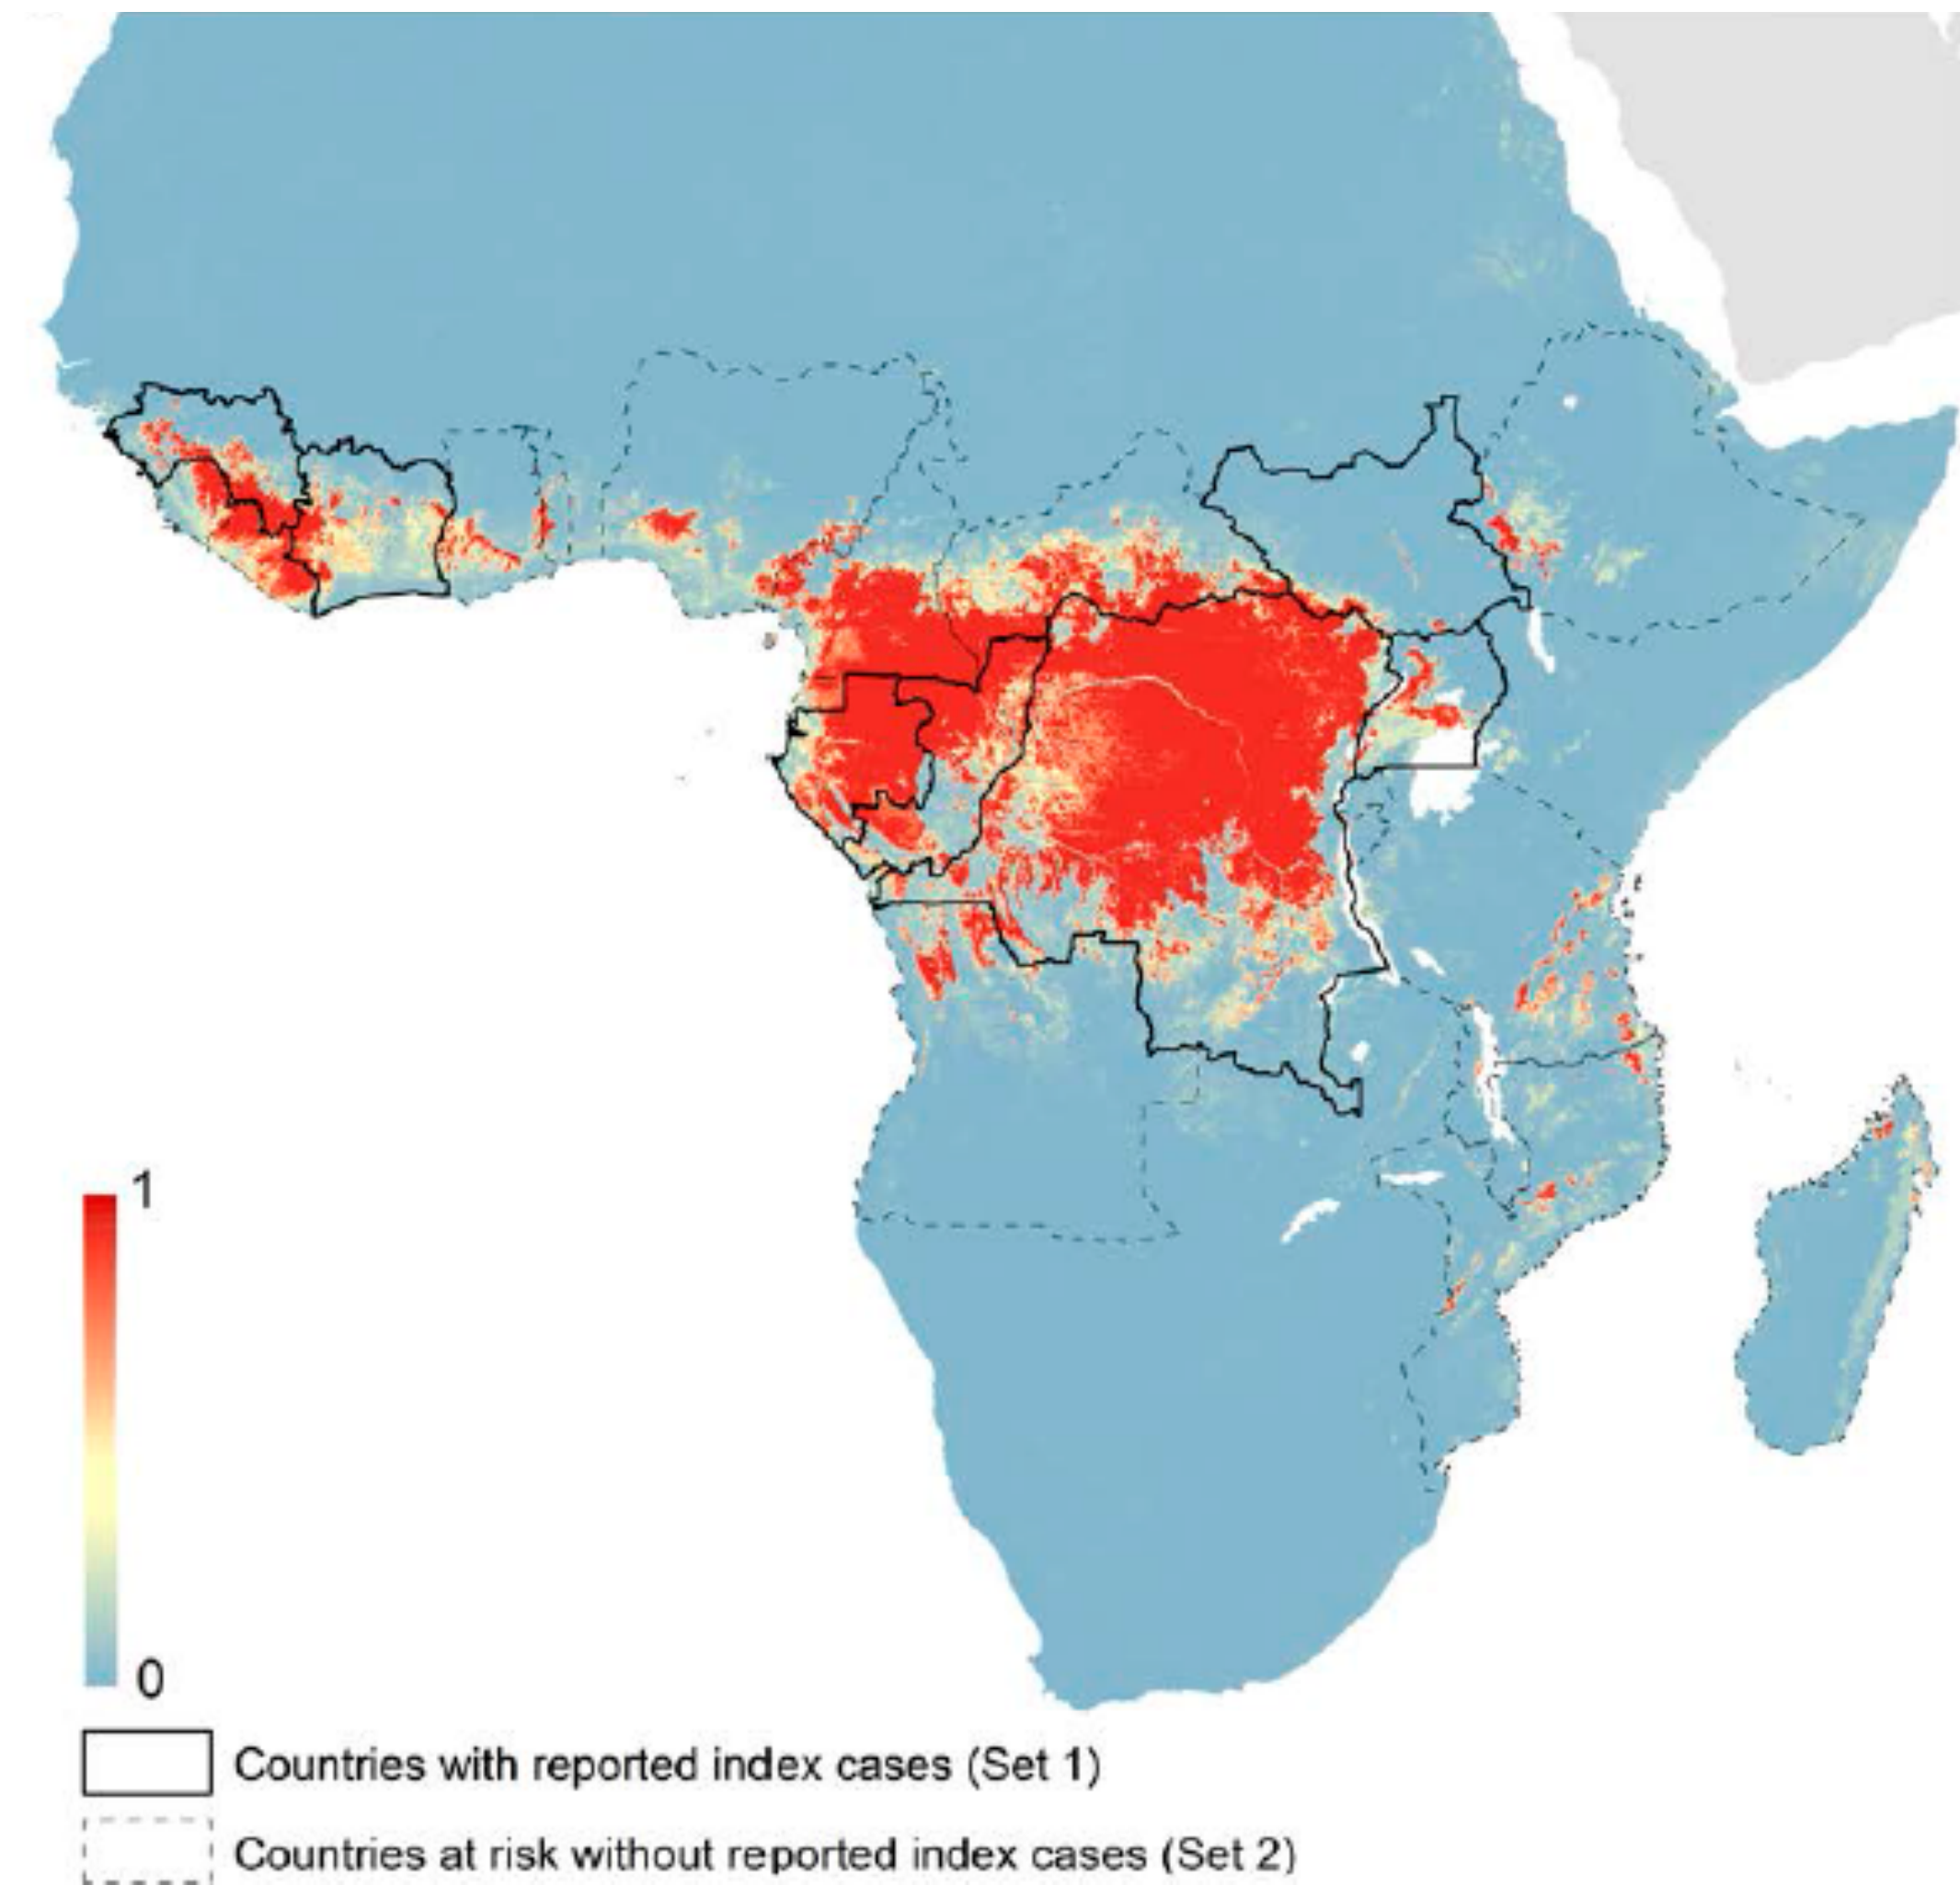 1
0
Countries with reported index cases (Set 1)
Countries at risk without reported index cases (Set 2)